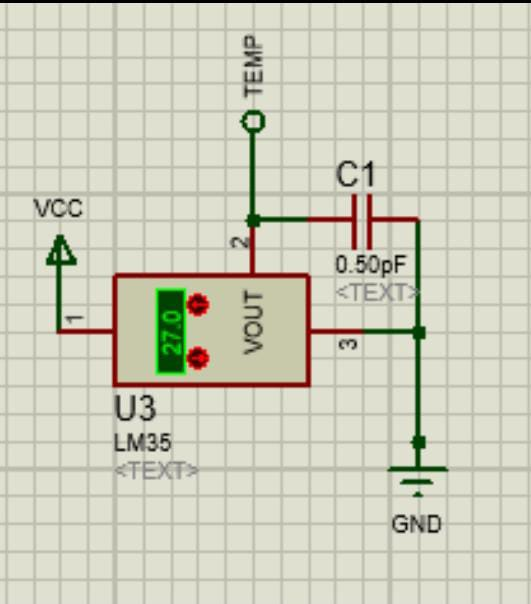 TEMP
C1
VCC
2
0.50pF
<TEXT>
1
27.0
VOUT
3
U3
LM35
<TEXT>
GND